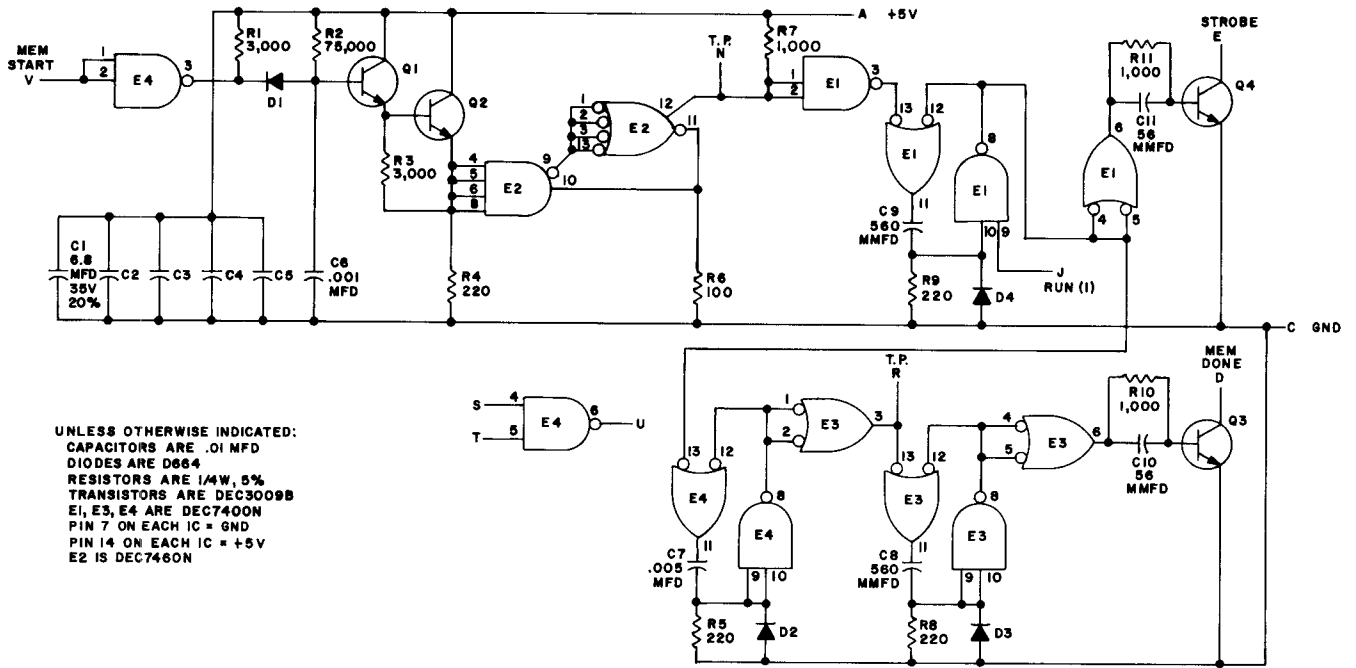 A +5V
MEM
START
V
1
2
E4
3
R1
3,000
R2
75,000
D1
Q1
Q2
R3
3,000
4
5
6
8
E2
9
10
1
2
3
13
E2
12
11
T.P.
N
R7
1,000
1
2
E1
3
13
12
E1
11
C9
560
MMFD
R9
220
D4
8
E1
10
9
J
RUN (1)
6
E1
4
5
R11
1,000
C11
56
MMFD
STROBE
E
Q4
C1
6.8
MFD
35V
20%
C2
C3
C4
C5
C6
.001
MFD
R4
220
R6
100
C GND
S
T
4
5
E4
6
U
13
12
E4
11
C7
.005
MFD
R5
220
D2
8
E4
9
10
1
2
E3
3
T.P.
R
13
12
E3
11
C8
560
MMFD
R8
220
D3
8
E3
9
10
4
5
E3
6
R10
1,000
C10
56
MMFD
MEM
DONE
D
Q3
UNLESS OTHERWISE INDICATED:
CAPACITORS ARE .01 MFD
DIODES ARE D664
RESISTORS ARE 1/4W, 5%
TRANSISTORS ARE DEC3009B
E1, E3, E4 ARE DEC7400N
PIN 7 ON EACH IC = GND
PIN 14 ON EACH IC = +5V
E2 IS DEC7460N